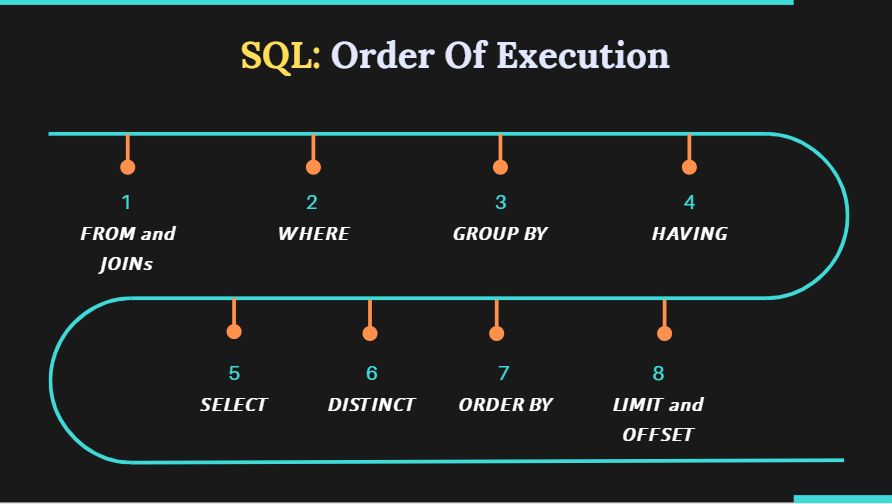 SQL: Order Of Execution
1
FROM and
JOINs
2
WHERE
3
GROUP BY
4
HAVING
5
SELECT
6
DISTINCT
7
ORDER BY
8
LIMIT and
OFFSET